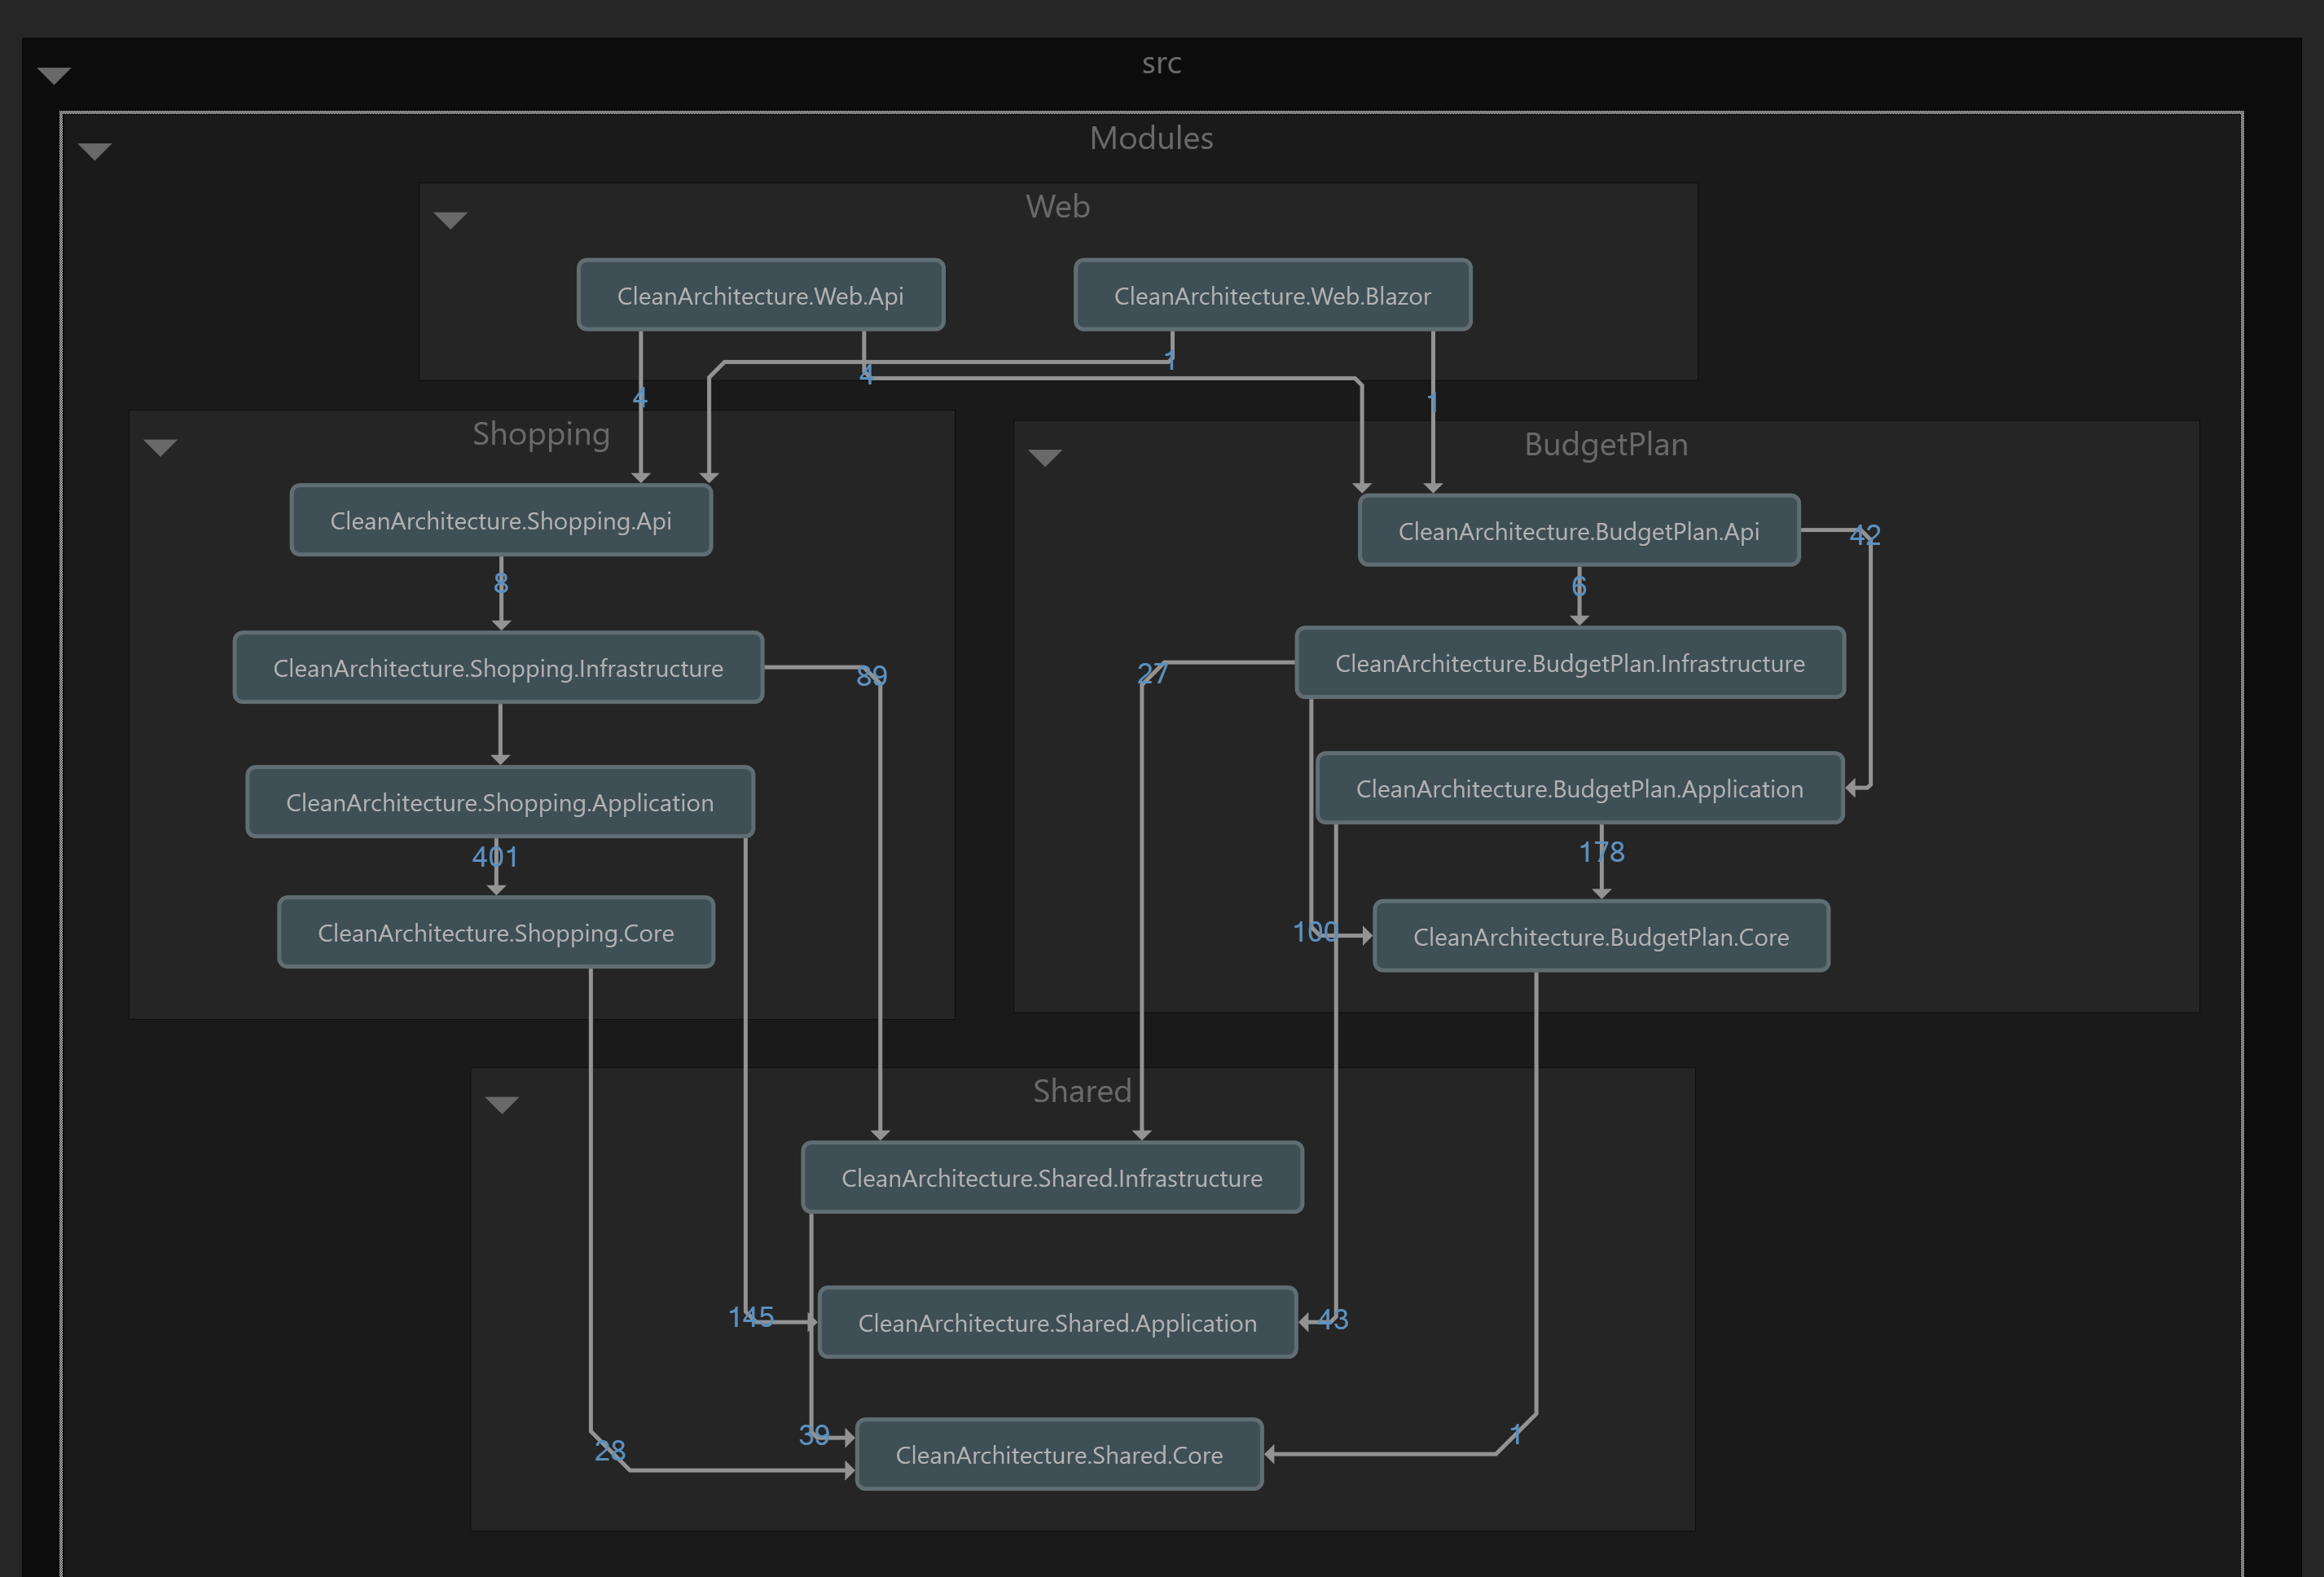 src
Modules
Web
CleanArchitecture.Web.Api
CleanArchitecture.Web.Blazor
1
4
4
1
Shopping
BudgetPlan
CleanArchitecture.Shopping.Api
CleanArchitecture.BudgetPlan.Api
42
8
6
CleanArchitecture.Shopping.Infrastructure
89
27
CleanArchitecture.BudgetPlan.Infrastructure
CleanArchitecture.Shopping.Application
CleanArchitecture.BudgetPlan.Application
401
178
CleanArchitecture.Shopping.Core
100
CleanArchitecture.BudgetPlan.Core
Shared
CleanArchitecture.Shared.Infrastructure
145
CleanArchitecture.Shared.Application
43
39
28
CleanArchitecture.Shared.Core
1